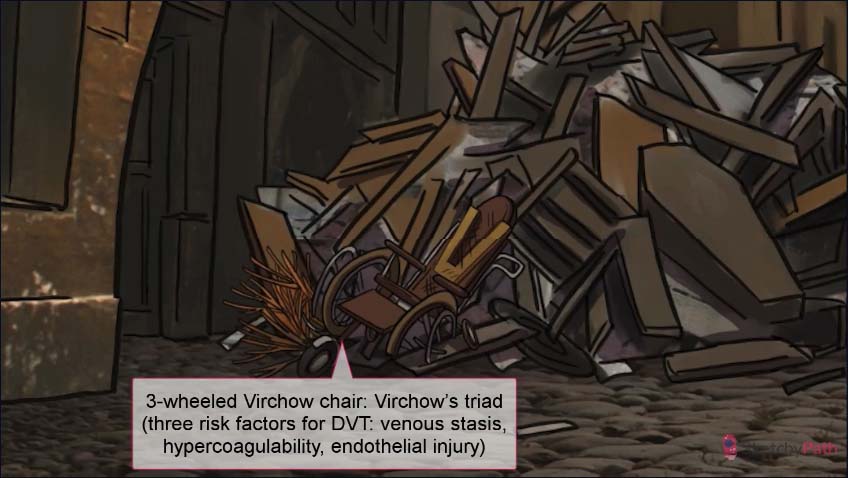 3-wheeled Virchow chair: Virchow's triad
(three risk factors for DVT: venous stasis,
hypercoagulability, endothelial injury)
SketchyPath